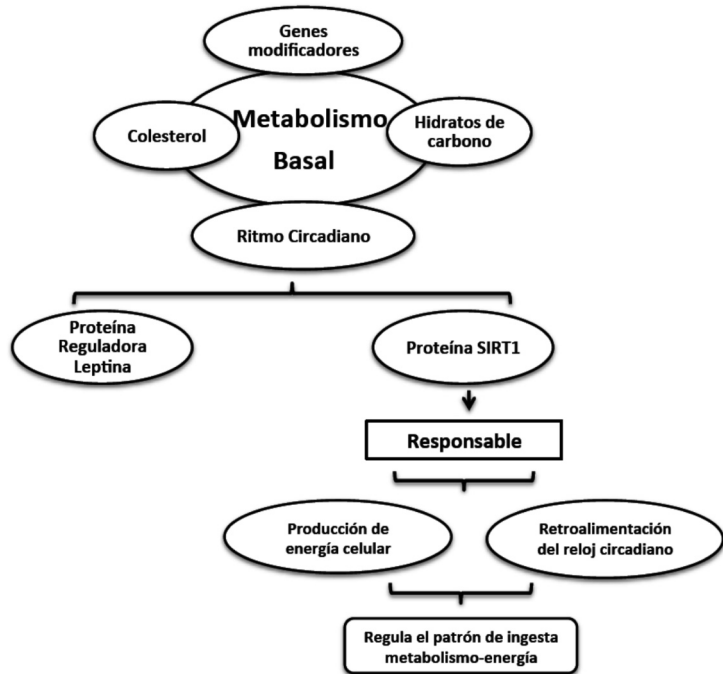 Genes
modificadores
Colesterol
Metabolismo
Basal
Hidratos de
carbono
Ritmo Circadiano
Proteína
Reguladora
Leptina
Proteína SIRT1
Responsable
Producción de
energía celular
Retroalimentación
del reloj circadiano
Regula el patrón de ingesta
metabolismo-energía